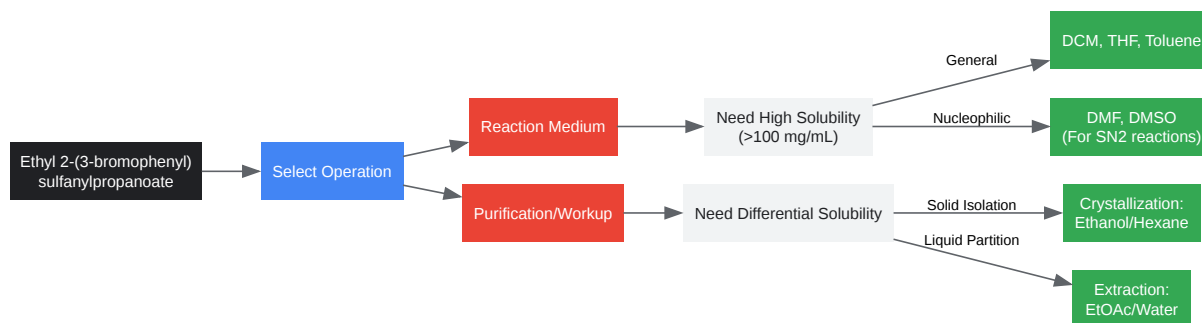 Ethyl 2-(3-bromophenyl)
sulfanylpropanoate
Select Operation
Reaction Medium
Purification/Workup
Need High Solubility
(>100 mg/mL)
Need Differential Solubility
General
Nucleophilic
Solid Isolation
Liquid Partition
DCM, THF, Toluene
DMF, DMSO
(For SN2 reactions)
Crystallization:
Ethanol/Hexane
Extraction:
EtOAc/Water